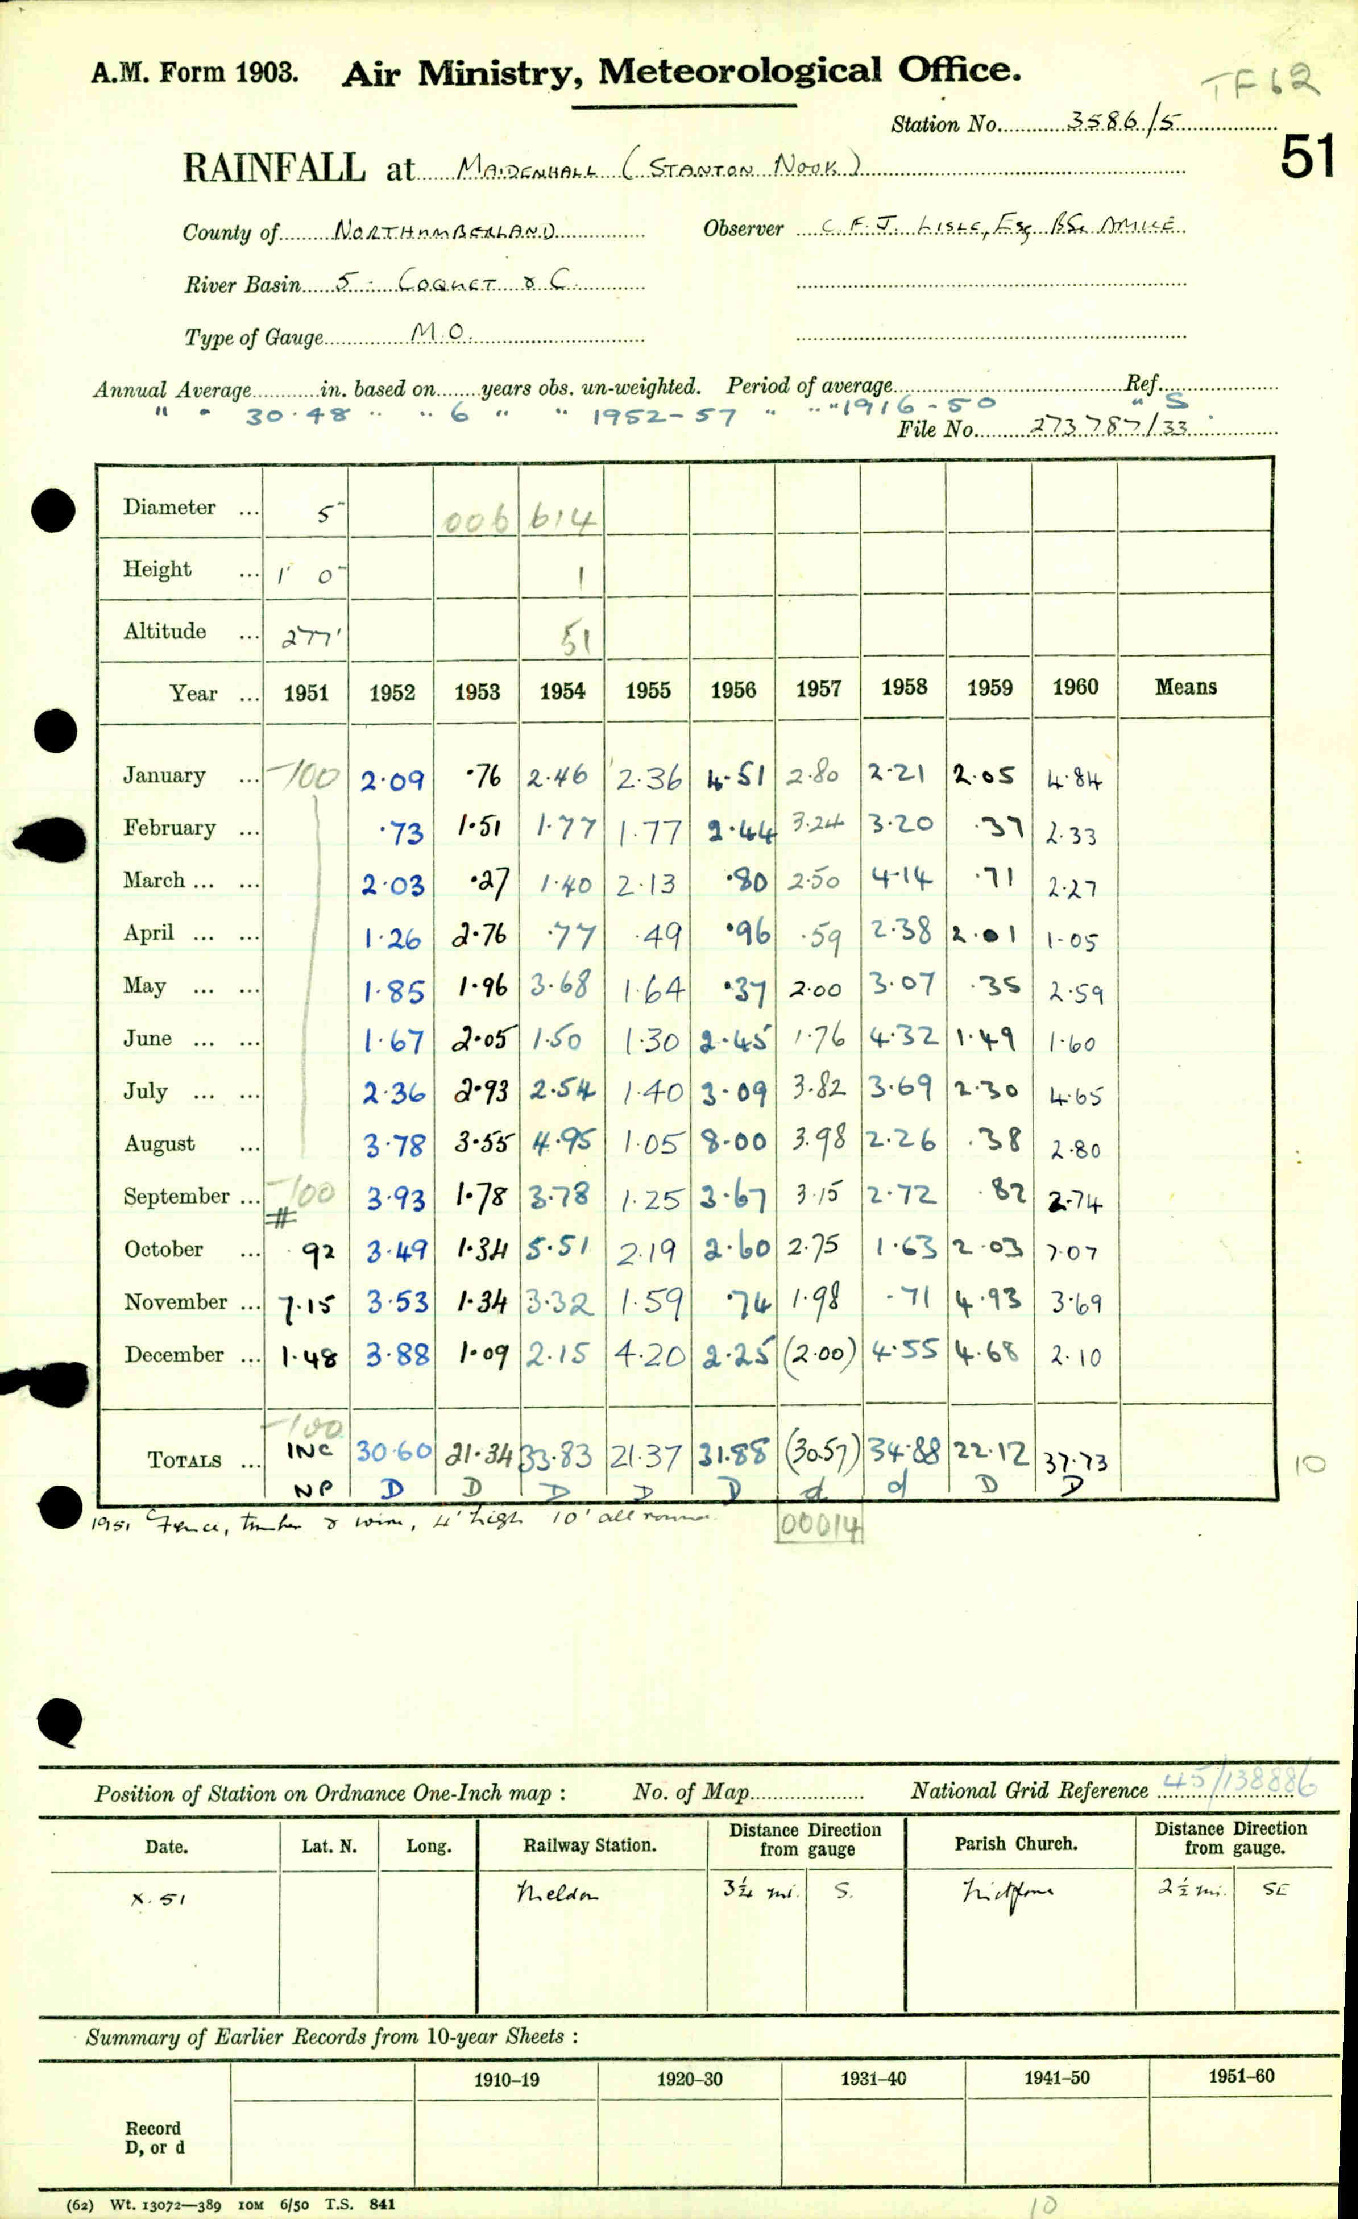 A.M. Form 1903. Air Ministry, Meteorological Office. TF62
Station No. 3586/5
51
RAINFALL at MAIDENHALL (STANTON NOOK)
County of NORTHUMBERLAND Observer C. F. J. LISLE, Esq BSc AMICE
River Basin 5. COQUET & C.
Type of Gauge M.O.
Annual Average in. based on years obs. un-weighted. Period of average Ref.
" " 30.48 " " 6 " " 1952-57 " " " 1916-50 " S
File No. 273787/33
Diameter ... 5" 006 614
Height ... 1' 0" 1
Altitude ... 277' 51
Year ... 1951 1952 1953 1954 1955 1956 1957 1958 1959 1960 Means
January ... -100 2.09 .76 2.46 2.36 4.51 2.80 2.21 2.05 4.84
February ... .73 1.51 1.77 1.77 2.44 3.24 3.20 .37 2.33
March ... ... 2.03 .27 1.40 2.13 .80 2.50 4.14 .71 2.27
April ... ... 1.26 2.76 .77 .49 .96 .59 2.38 2.01 1.05
May ... ... 1.85 1.96 3.68 1.64 .37 2.00 3.07 .35 2.59
June ... ... 1.67 2.05 1.50 1.30 2.45 1.76 4.32 1.49 1.60
July ... ... 2.36 2.93 2.54 1.40 3.09 3.82 3.69 2.30 4.65
August ... 3.78 3.55 4.95 1.05 8.00 3.98 2.26 .38 2.80
September ... -100 3.93 1.78 3.78 1.25 3.67 3.15 2.72 .82 2.74
#
October ... .92 3.49 1.34 5.51 2.19 2.60 2.75 1.63 2.03 7.07
November ... 7.15 3.53 1.34 3.32 1.59 .74 1.98 .71 4.93 3.69
December ... 1.48 3.88 1.09 2.15 4.20 2.25 (2.00) 4.55 4.68 2.10
-100
TOTALS ... INC 30.60 21.34 33.83 21.37 31.88 (30.57) 34.88 22.12 37.73 10
NP D D D D D d d D D
1951 Fence, timber & wire, 4' high 10' all round 00014
Position of Station on Ordnance One-Inch map : No. of Map National Grid Reference 45/138886
Date. Lat. N. Long. Railway Station. Distance Direction from gauge Parish Church. Distance Direction from gauge.
X. 51 Meldon 3¼ mi. S. 2½ mi. SE
Summary of Earlier Records from 10-year Sheets :
1910–19 1920–30 1931–40 1941–50 1951–60
Record
D, or d
(62) Wt. 13072—389 10M 6/50 T.S. 841 10